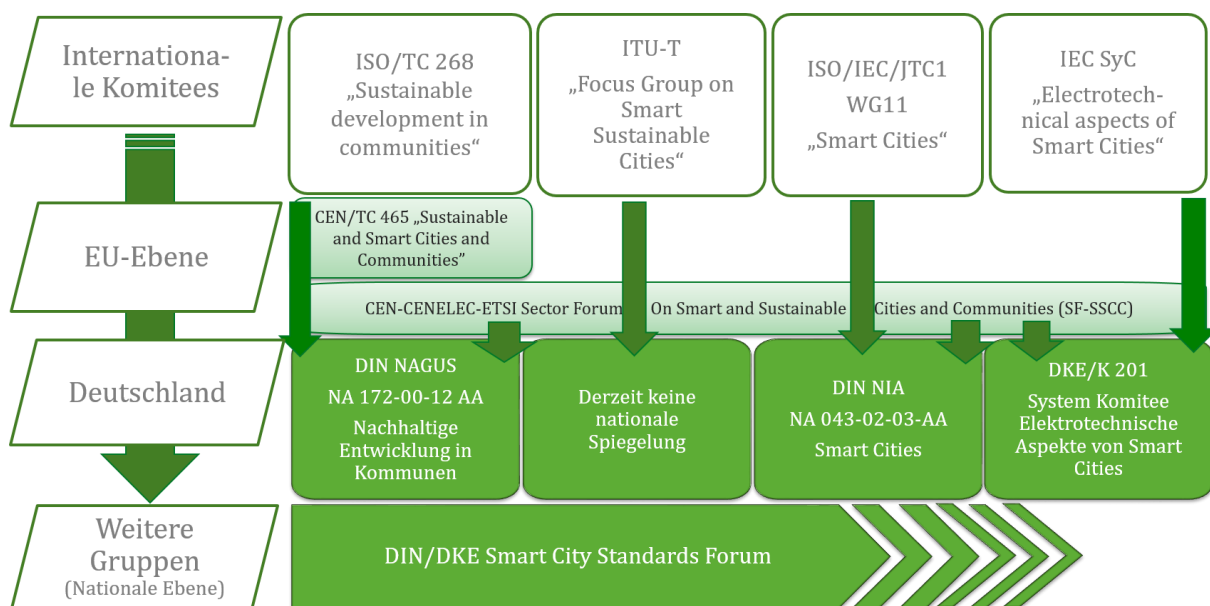 Internationa-
le Komitees
ISO/TC 268
„Sustainable
development in
communities“
ITU-T
„Focus Group on
Smart
Sustainable
Cities“
ISO/IEC/JTC1
WG11
„Smart Cities“
IEC SyC
„Electrotech-
nical aspects of
Smart Cities“
EU-Ebene
CEN/TC 465 „Sustainable
and Smart Cities and
Communities”
CEN-CENELEC-ETSI Sector Forum On Smart and Sustainable Cities and Communities (SF-SSCC)
Deutschland
DIN NAGUS
NA 172-00-12 AA
Nachhaltige
Entwicklung in
Kommunen
Derzeit keine
nationale
Spiegelung
DIN NIA
NA 043-02-03-AA
Smart Cities
DKE/K 201
System Komitee
Elektrotechnische
Aspekte von Smart
Cities
Weitere
Gruppen
(Nationale Ebene)
DIN/DKE Smart City Standards Forum